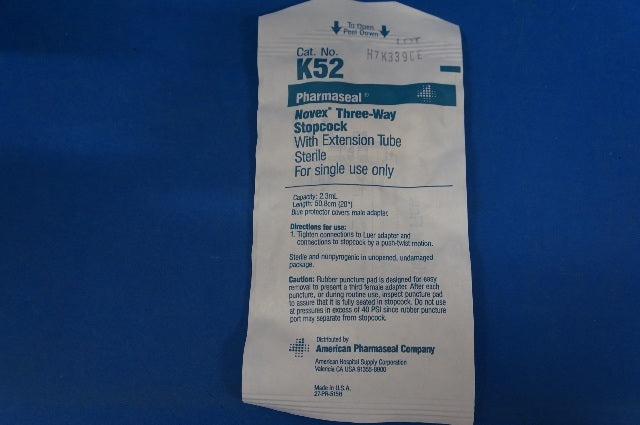 To Open
Peel Down
LOT
H7K339CE
Cat. No.
K52
Pharmaseal®
Novex® Three-Way
Stopcock
With Extension Tube
Sterile
For single use only
Capacity: 2.3mL
Length: 50.8cm (20")
Blue protector covers male adapter.
Directions for use:
1. Tighten connections to Luer adapter and
connections to stopcock by a push-twist motion.
Sterile and nonpyrogenic in unopened, undamaged
package.
Caution: Rubber puncture pad is designed for easy
removal to present a third female adapter. After each
puncture, or during routine use, inspect puncture pad
to assure that it is fully seated in stopcock. Do not use
at pressures in excess of 40 PSI since rubber puncture
port may separate from stopcock.
Distributed by
American Pharmaseal Company
American Hospital Supply Corporation
Valencia CA USA 91355-8900
Made in U.S.A.
27-PR-5158